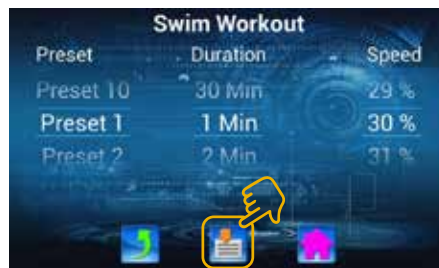 Swim Workout
Preset Duration Speed
Preset 10 30 Min 29 %
Preset 1 1 Min 30 %
Preset 2 2 Min 31 %